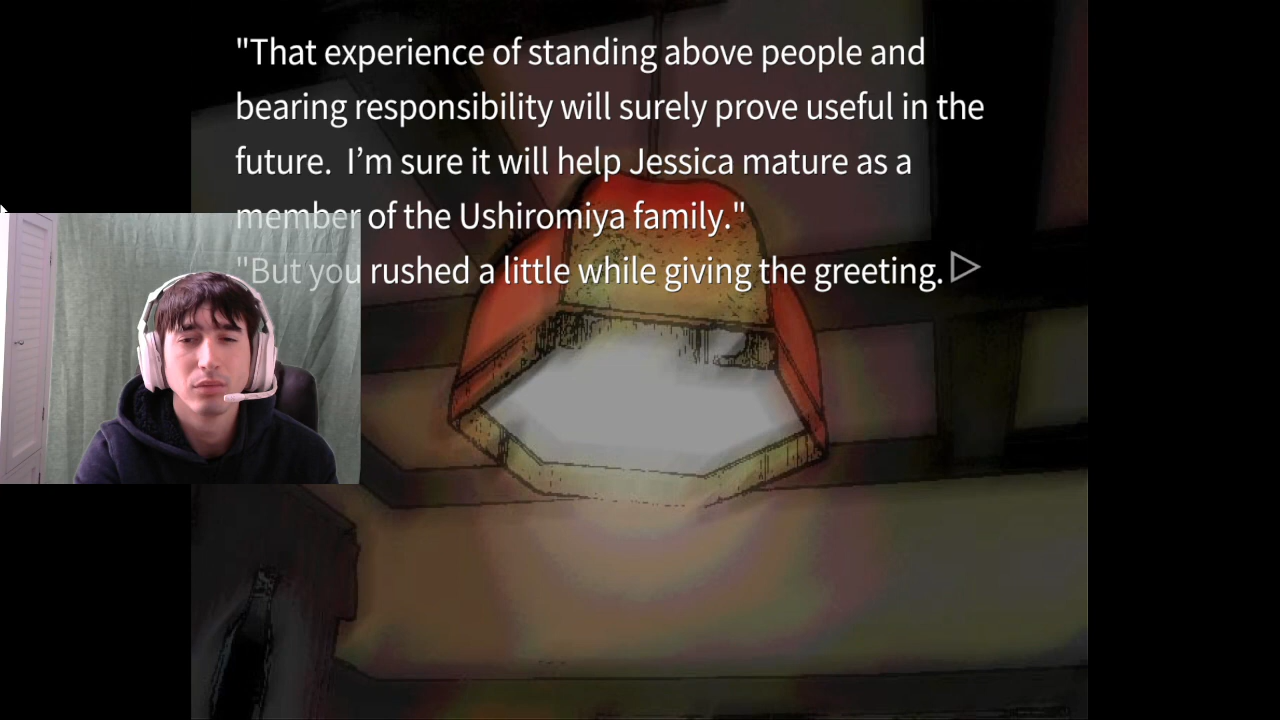 "That experience of standing above people and
bearing responsibility will surely prove useful in the
future.  I’m sure it will help Jessica mature as a
member of the Ushiromiya family."
"But you rushed a little while giving the greeting.